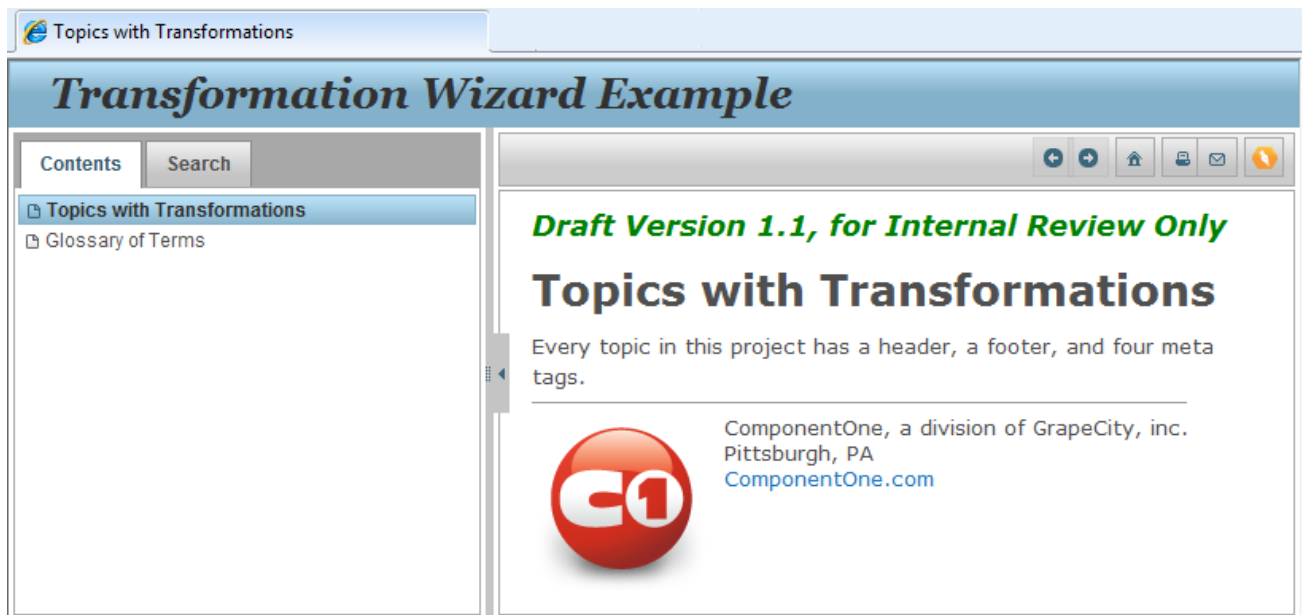 Topics with Transformations
Transformation Wizard Example
Contents
Search
Topics with Transformations
Glossary of Terms
Draft Version 1.1, for Internal Review Only
Topics with Transformations
Every topic in this project has a header, a footer, and four meta
tags.
C1
ComponentOne, a division of GrapeCity, inc.
Pittsburgh, PA
ComponentOne.com